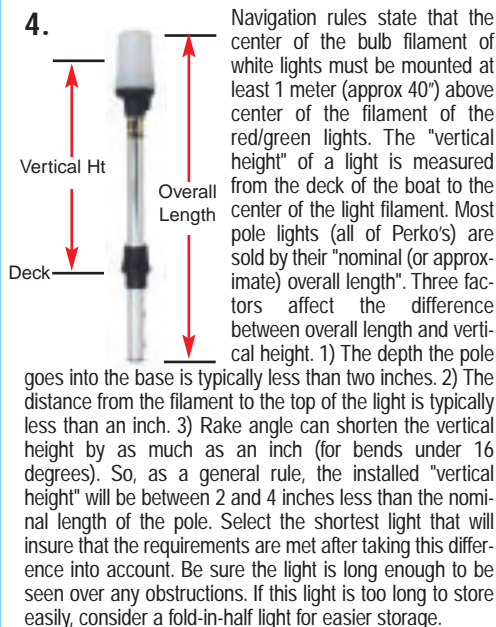 4.
Navigation rules state that the
center of the bulb filament of
white lights must be mounted at
least 1 meter (approx 40″) above
center of the filament of the
red/green lights. The "vertical
height" of a light is measured
from the deck of the boat to the
center of the light filament. Most
pole lights (all of Perko's) are
sold by their "nominal (or approx-
imate) overall length". Three fac-
tors affect the difference
between overall length and verti-
cal height. 1) The depth the pole
goes into the base is typically less than two inches. 2) The
distance from the filament to the top of the light is typically
less than an inch. 3) Rake angle can shorten the vertical
height by as much as an inch (for bends under 16
degrees). So, as a general rule, the installed "vertical
height" will be between 2 and 4 inches less than the nomi-
nal length of the pole. Select the shortest light that will
insure that the requirements are met after taking this differ-
ence into account. Be sure the light is long enough to be
seen over any obstructions. If this light is too long to store
easily, consider a fold-in-half light for easier storage.
Vertical Ht
Overall
Length
Deck